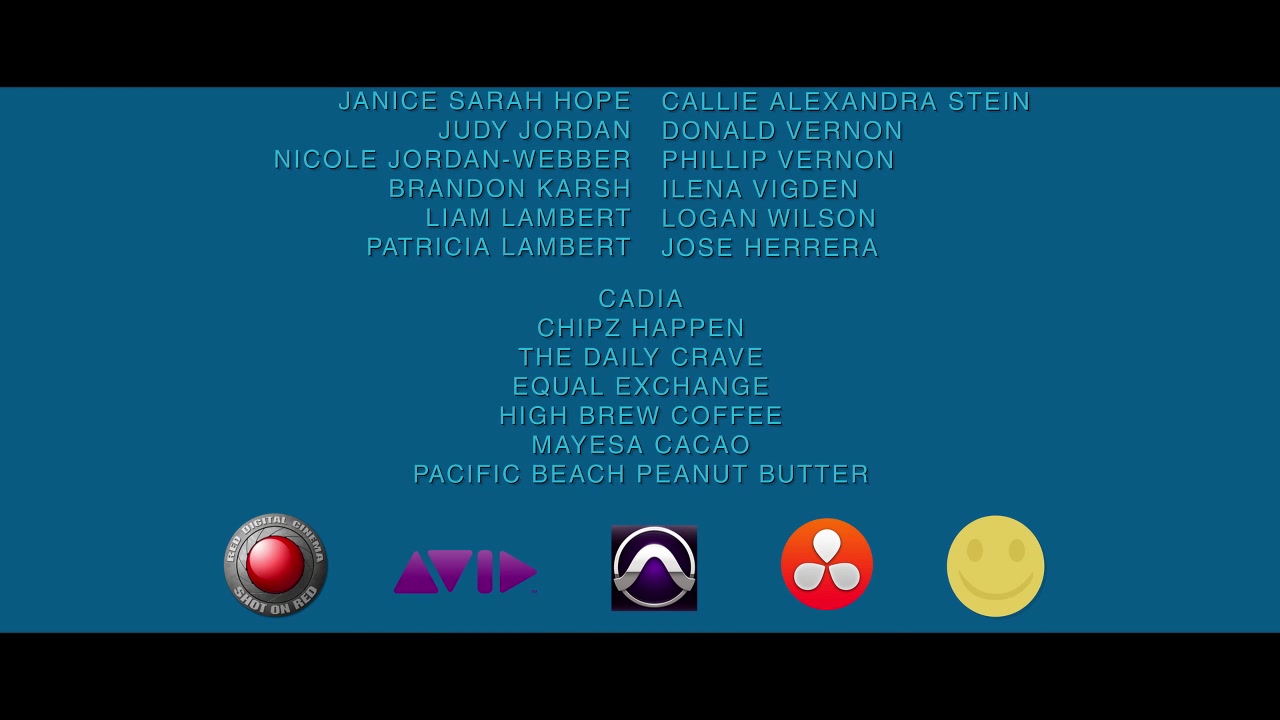 JANICE SARAH HOPE CALLIE ALEXANDRA STEIN
JUDY JORDAN DONALD VERNON
NICOLE JORDAN-WEBBER PHILLIP VERNON
BRANDON KARSH ILENA VIGDEN
LIAM LAMBERT LOGAN WILSON
PATRICIA LAMBERT JOSE HERRERA
CADIA
CHIPZ HAPPEN
THE DAILY CRAVE
EQUAL EXCHANGE
HIGH BREW COFFEE
MAYESA CACAO
PACIFIC BEACH PEANUT BUTTER
RED DIGITAL CINEMA
SHOT ON RED
AVID